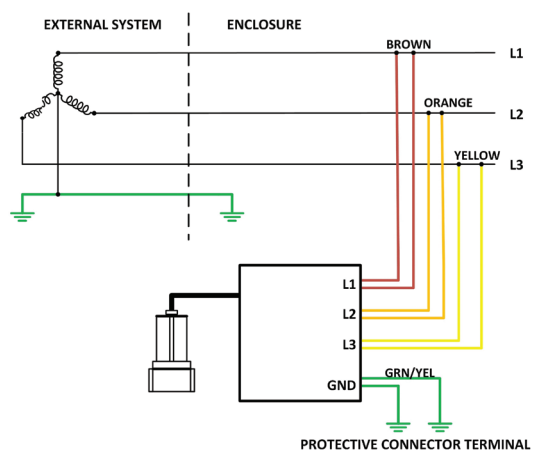 EXTERNAL SYSTEM
ENCLOSURE
BROWN
L1
ORANGE
L2
YELLOW
L3
L1
L2
L3
GRN/YEL
GND
PROTECTIVE CONNECTOR TERMINAL